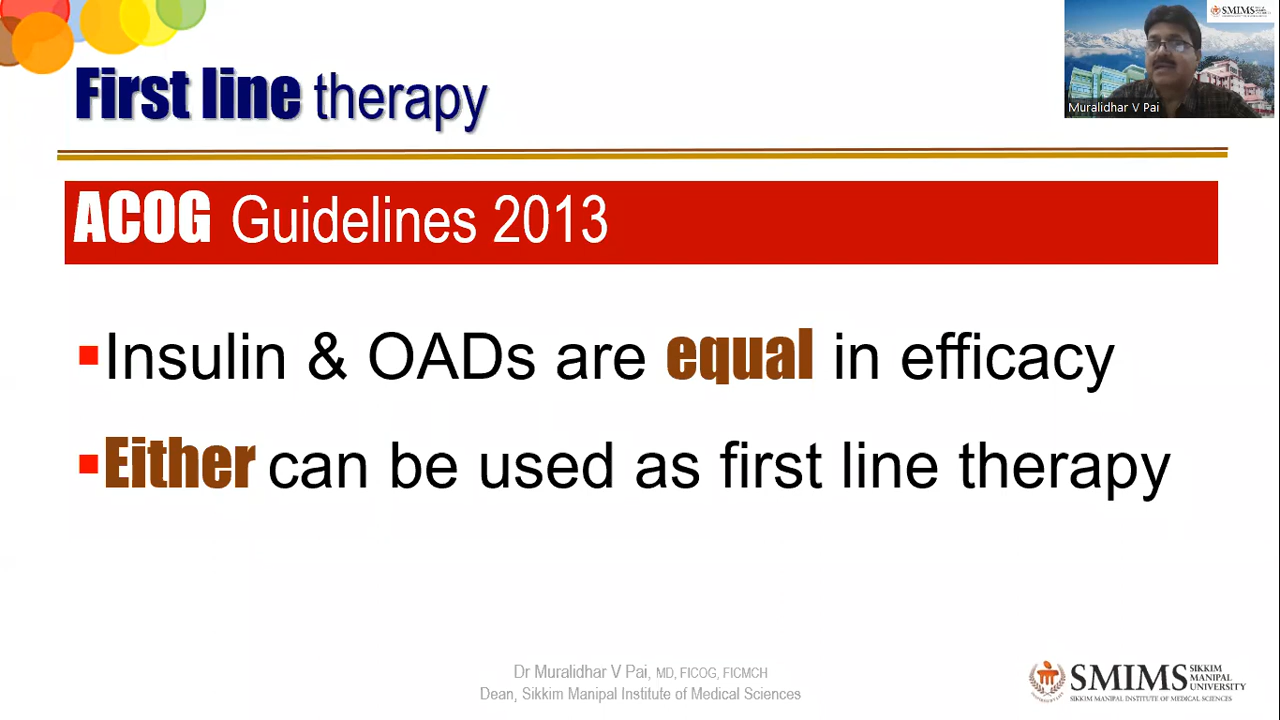 First line therapy
SMIMS
Muralidhar V Pai
ACOG Guidelines 2013
▪Insulin & OADs are equal in efficacy
▪Either can be used as first line therapy
Dr Muralidhar V Pai, MD, FICOG, FICMCH
Dean, Sikkim Manipal Institute of Medical Sciences
SMIMS SIKKIM MANIPAL UNIVERSITY
SIKKIM MANIPAL INSTITUTE OF MEDICAL SCIENCES